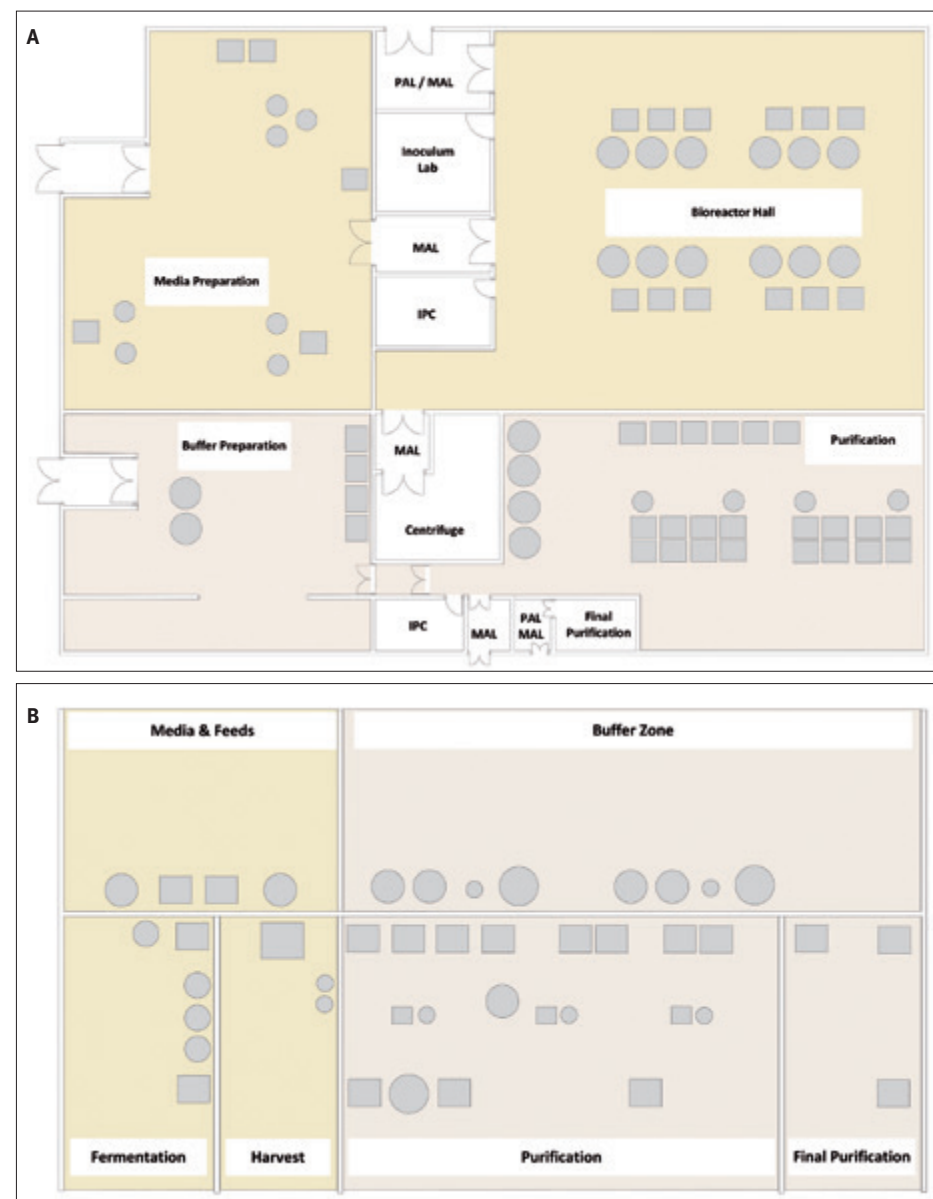 A
PAL / MAL
Inoculum
Lab
Bioreactor Hall
MAL
Media Preparation
IPC
Buffer Preparation
MAL
Purification
Centrifuge
IPC
MAL
PAL
MAL
Final
Purification
B
Media & Feeds
Buffer Zone
Fermentation
Harvest
Purification
Final Purification